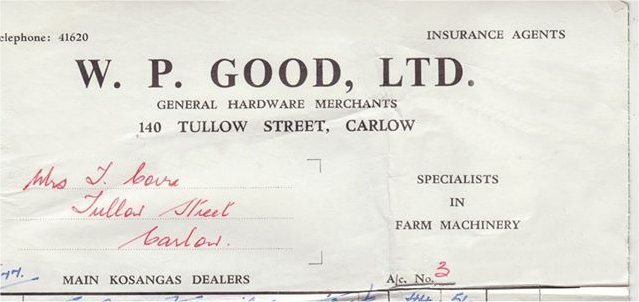 elephone: 41620
INSURANCE AGENTS
W. P. GOOD, LTD.
GENERAL HARDWARE MERCHANTS
140 TULLOW STREET, CARLOW
Mrs
Tullow Street
Carlow.
SPECIALISTS
IN
FARM MACHINERY
MAIN KOSANGAS DEALERS
A/c. No. 3